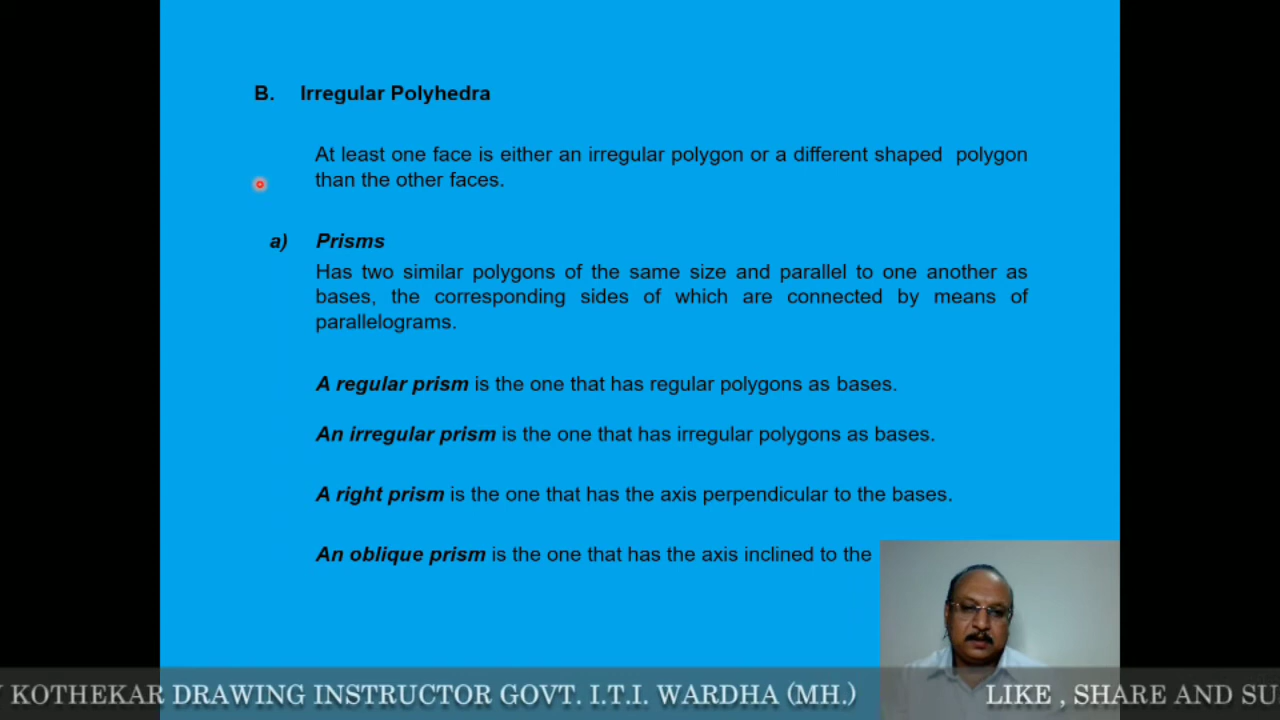 B. Irregular Polyhedra
At least one face is either an irregular polygon or a different shaped polygon
than the other faces.
a) Prisms
Has two similar polygons of the same size and parallel to one another as
bases, the corresponding sides of which are connected by means of
parallelograms.
A regular prism is the one that has regular polygons as bases.
An irregular prism is the one that has irregular polygons as bases.
A right prism is the one that has the axis perpendicular to the bases.
An oblique prism is the one that has the axis inclined to the
KOTHEKAR DRAWING INSTRUCTOR GOVT. I.T.I. WARDHA (MH.) LIKE , SHARE AND